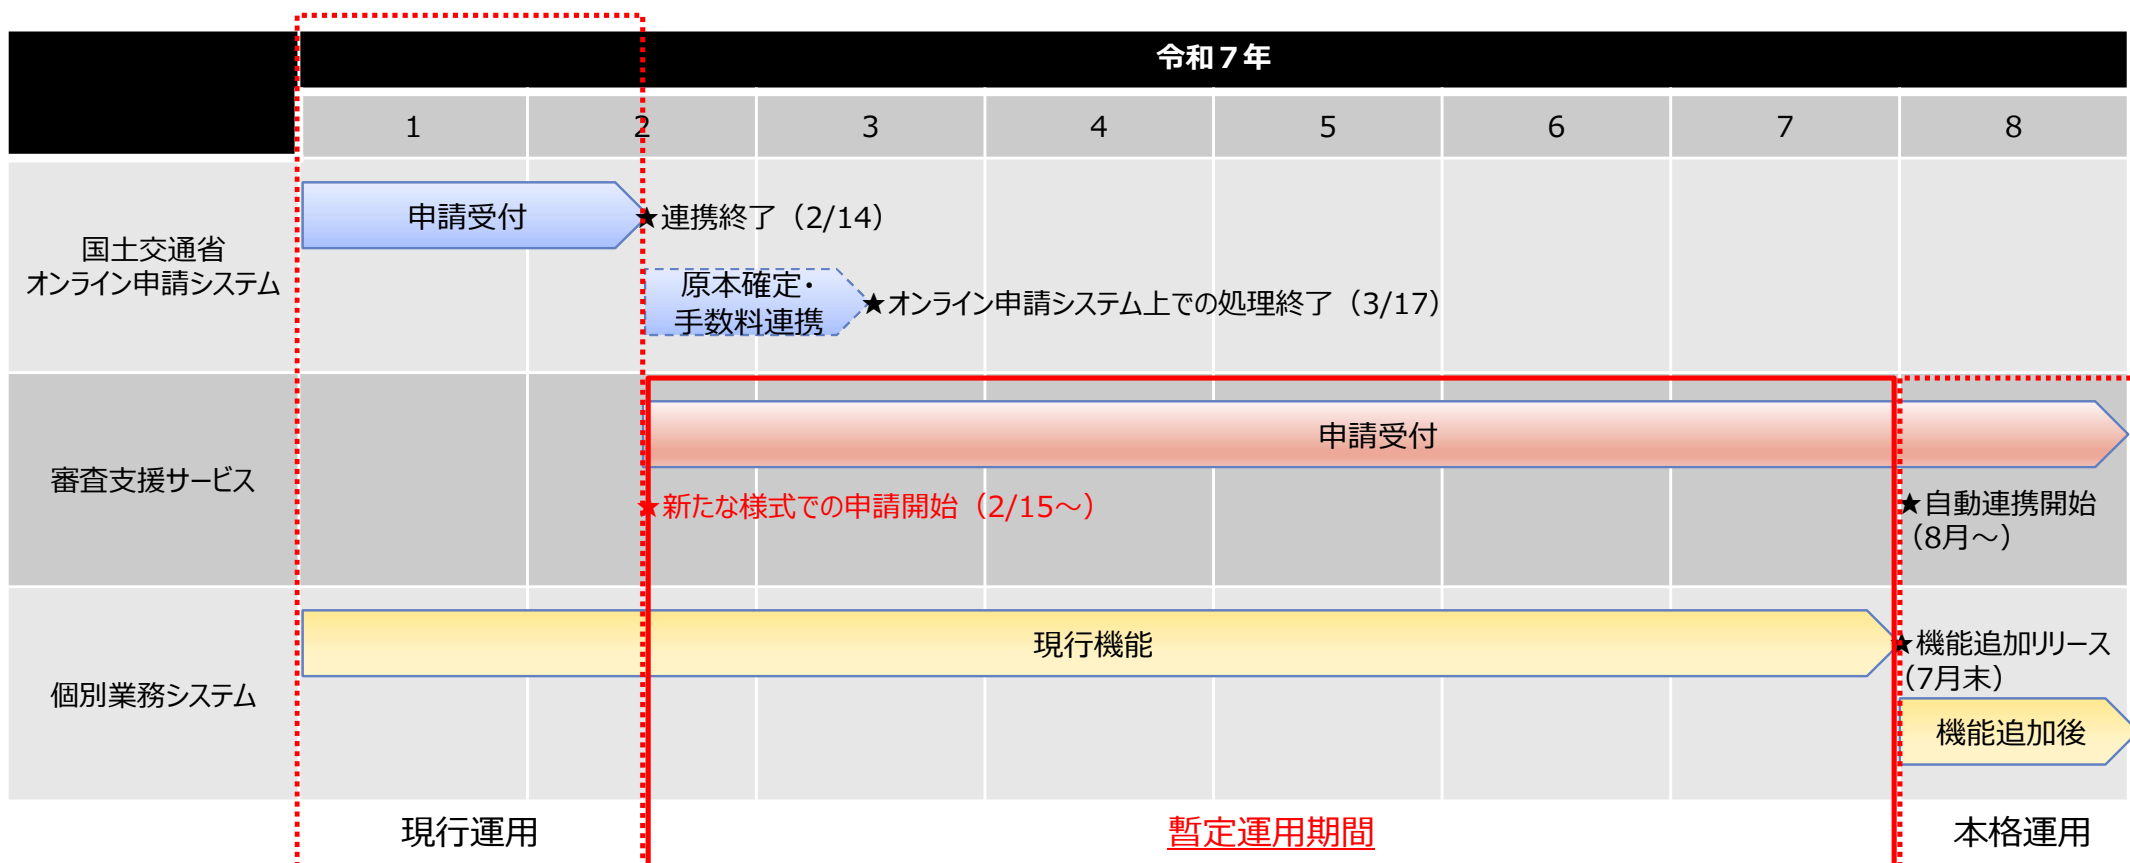 令和７年
1
2
3
4
5
6
7
8
国土交通省
オンライン申請システム
申請受付
★連携終了（2/14）
原本確定・
手数料連携
★オンライン申請システム上での処理終了（3/17）
審査支援サービス
申請受付
★新たな様式での申請開始（2/15～）
★自動連携開始
（8月～）
個別業務システム
現行機能
★機能追加リリース
（7月末）
機能追加後
現行運用
暫定運用期間
本格運用